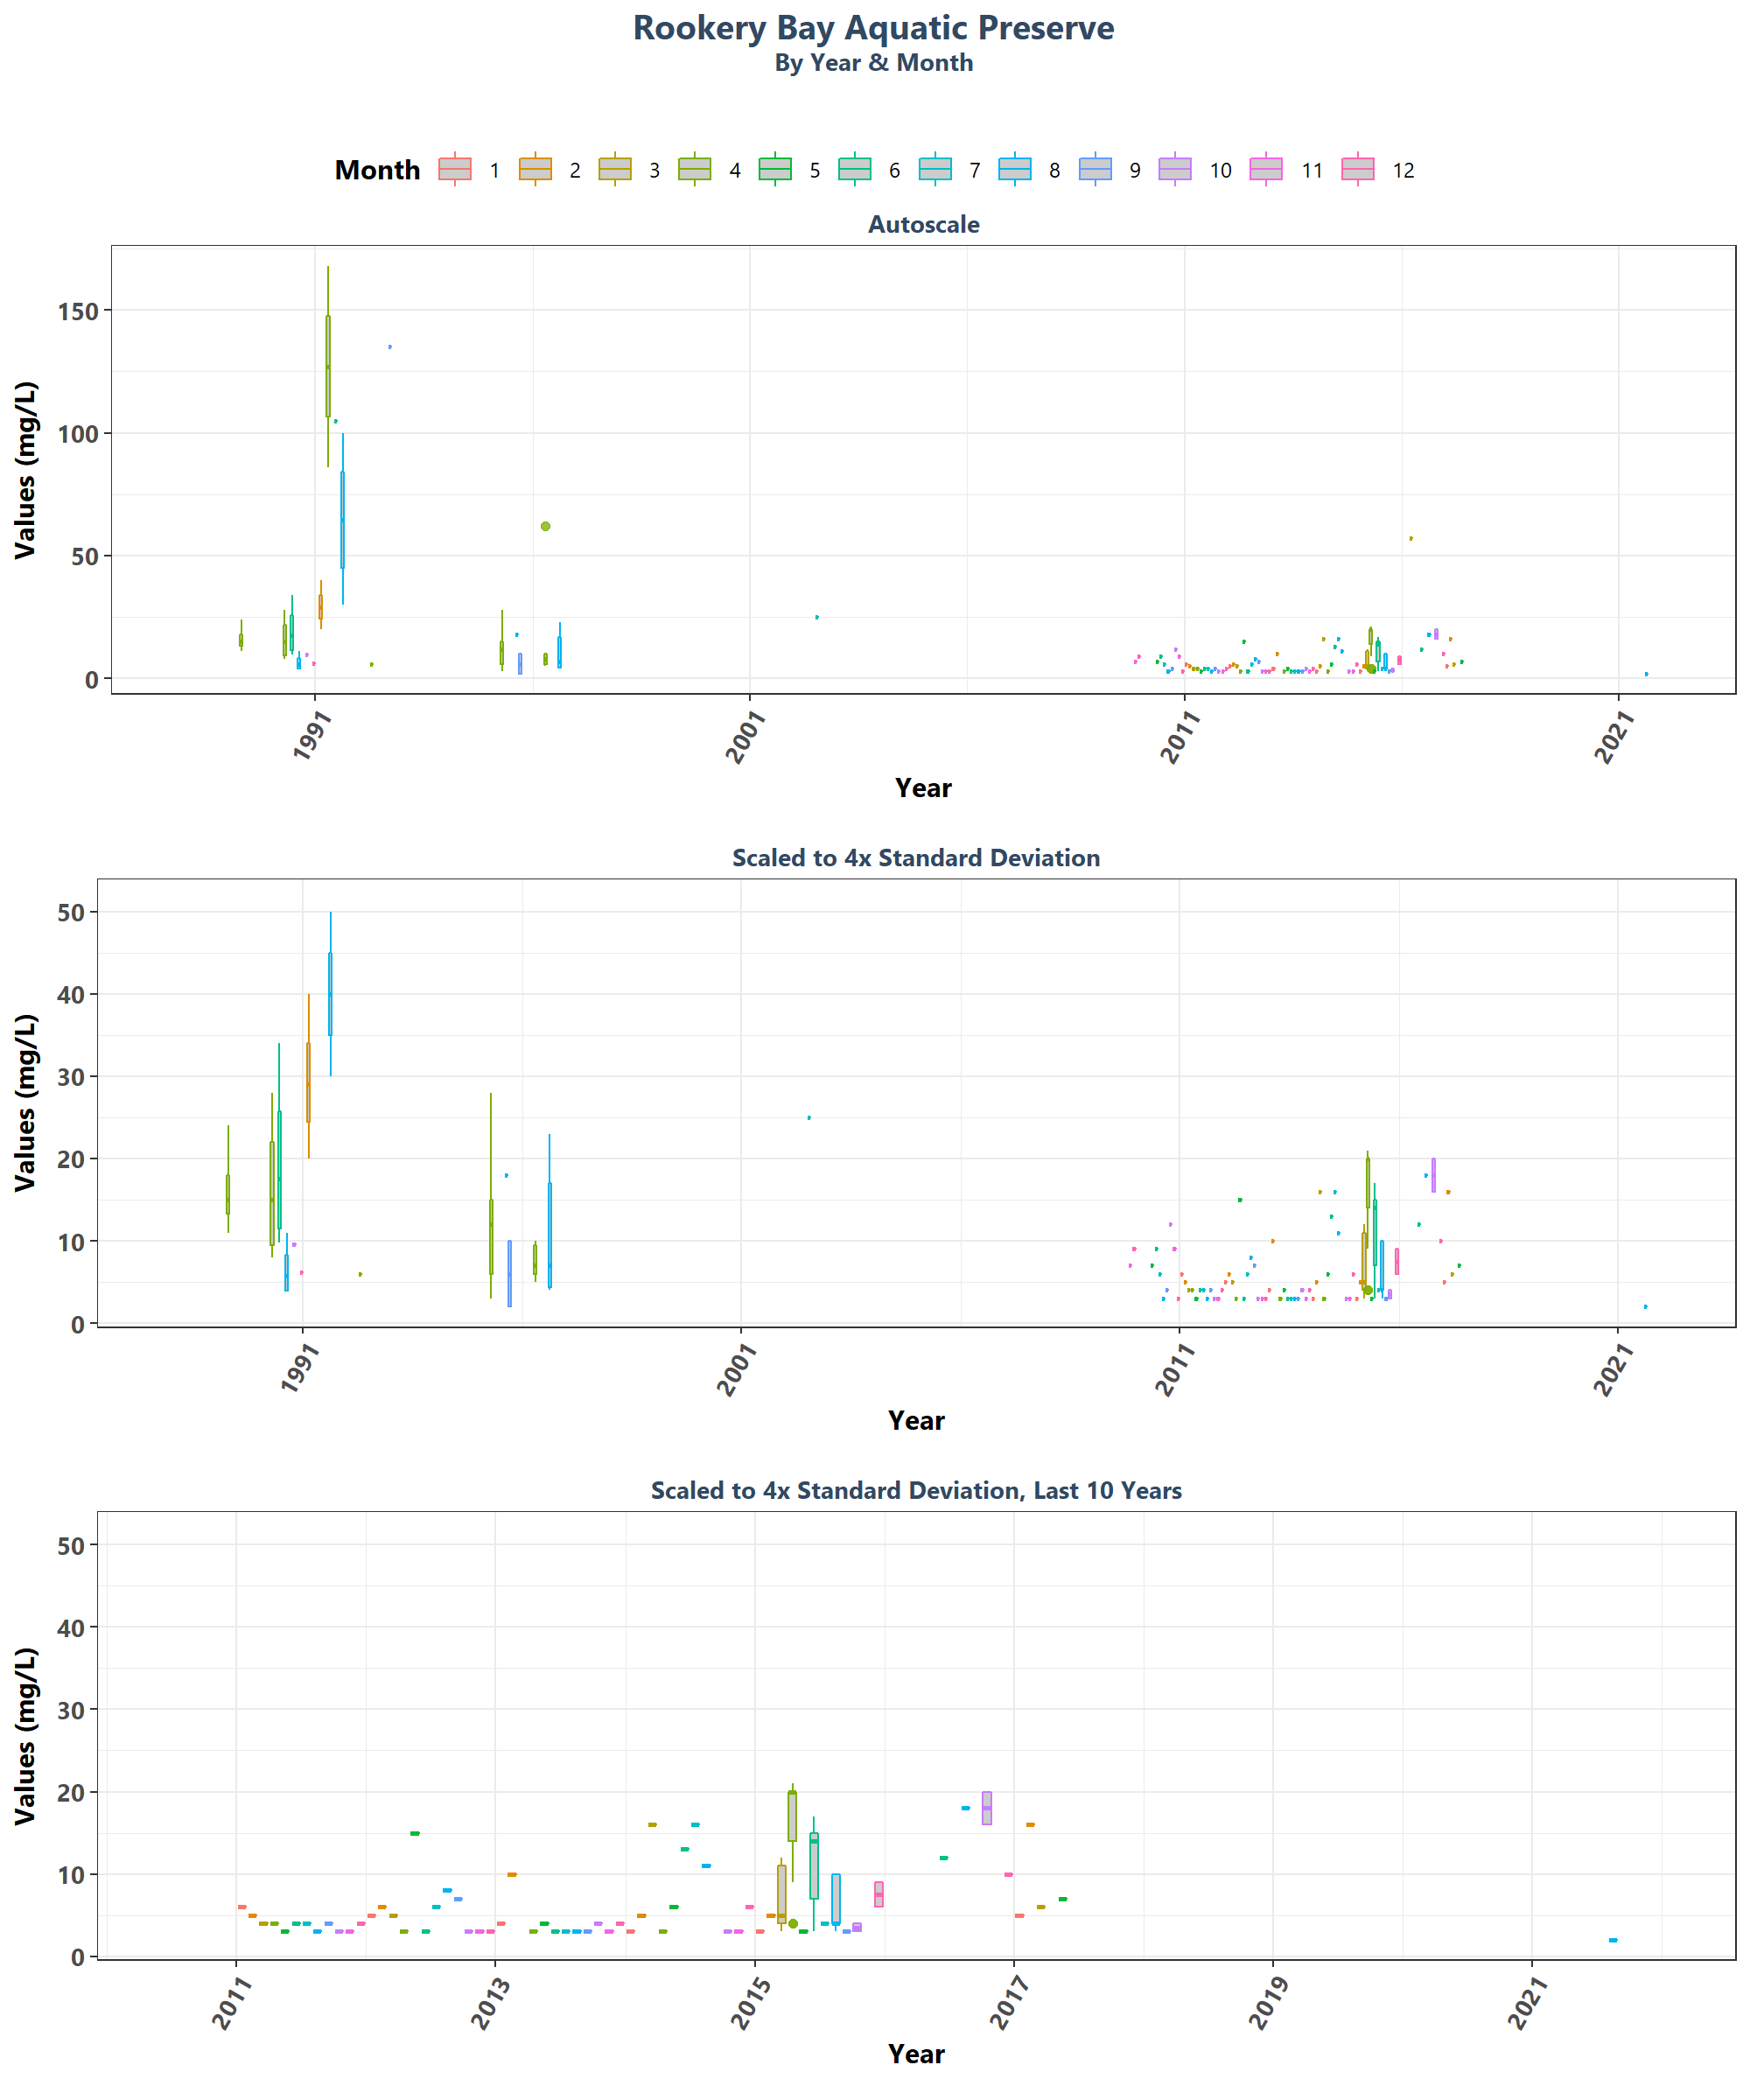 Rookery Bay Aquatic Preserve
By Year & Month
Month 1 2 3 4 5 6 7 8 9 10 11 12
Autoscale
Values (mg/L)
150
100
50
0
1991 2001 2011 2021
Year
Scaled to 4x Standard Deviation
Values (mg/L)
50
40
30
20
10
0
1991 2001 2011 2021
Year
Scaled to 4x Standard Deviation, Last 10 Years
Values (mg/L)
50
40
30
20
10
0
2011 2013 2015 2017 2019 2021
Year